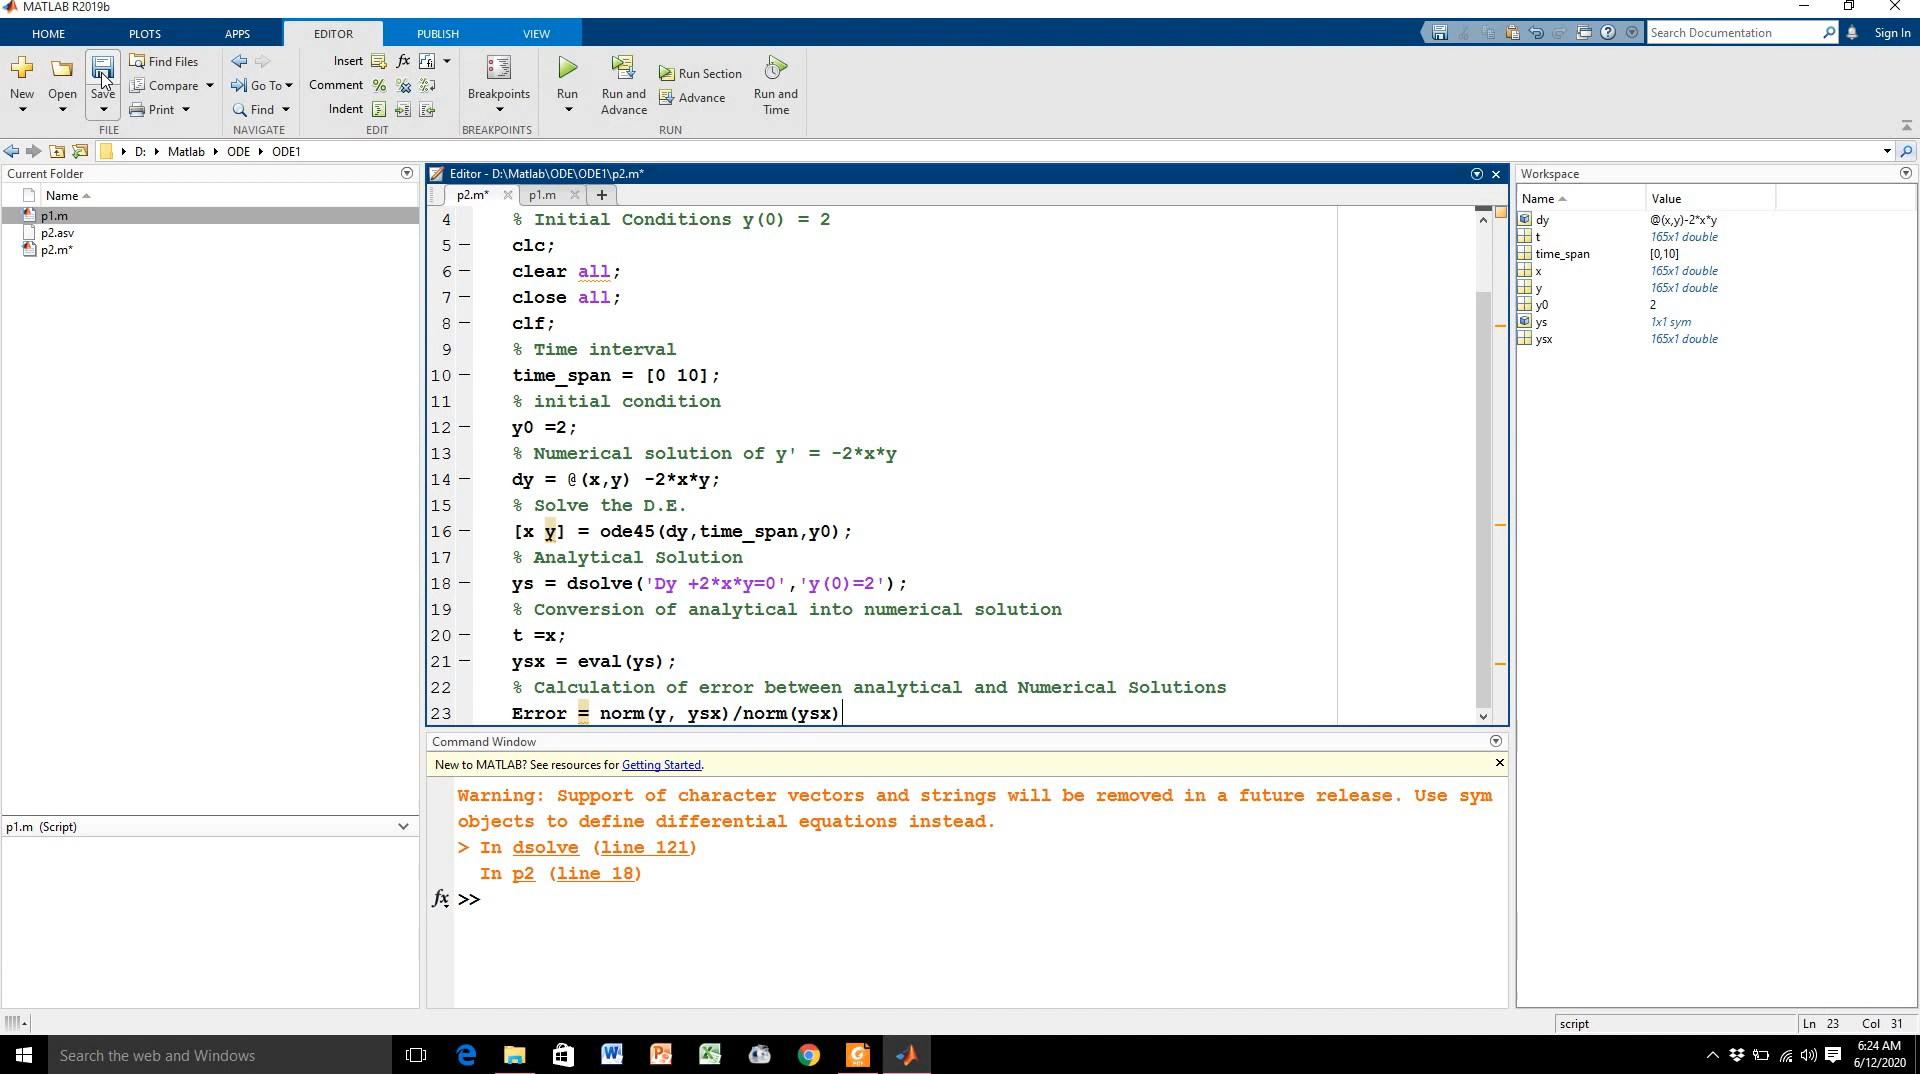 MATLAB R2019b
HOME PLOTS APPS EDITOR PUBLISH VIEW
Search Documentation
Sign In
New
Open
Save
Find Files
Compare
Print
FILE
Go To
Find
NAVIGATE
Insert
Comment
Indent
EDIT
Breakpoints
BREAKPOINTS
Run
Run and Advance
Run Section
Advance
Run and Time
RUN
D: Matlab ODE ODE1
Current Folder
Name
p1.m
p2.asv
p2.m*
p1.m (Script)
Editor - D:\Matlab\ODE\ODE1\p2.m*
p2.m* p1.m
4 % Initial Conditions y(0) = 2
5 clc;
6 clear all;
7 close all;
8 clf;
9 % Time interval
10 time_span = [0 10];
11 % initial condition
12 y0 =2;
13 % Numerical solution of y' = -2*x*y
14 dy = @(x,y) -2*x*y;
15 % Solve the D.E.
16 [x y] = ode45(dy,time_span,y0);
17 % Analytical Solution
18 ys = dsolve('Dy +2*x*y=0','y(0)=2');
19 % Conversion of analytical into numerical solution
20 t =x;
21 ysx = eval(ys);
22 % Calculation of error between analytical and Numerical Solutions
23 Error = norm(y, ysx)/norm(ysx)
Command Window
New to MATLAB? See resources for Getting Started.
Warning: Support of character vectors and strings will be removed in a future release. Use sym
objects to define differential equations instead.
> In dsolve (line 121)
In p2 (line 18)
fx >>
Workspace
Name Value
dy @(x,y)-2*x*y
t 165x1 double
time_span [0,10]
x 165x1 double
y 165x1 double
y0 2
ys 1x1 sym
ysx 165x1 double
script Ln 23 Col 31
Search the web and Windows
6:24 AM
6/12/2020